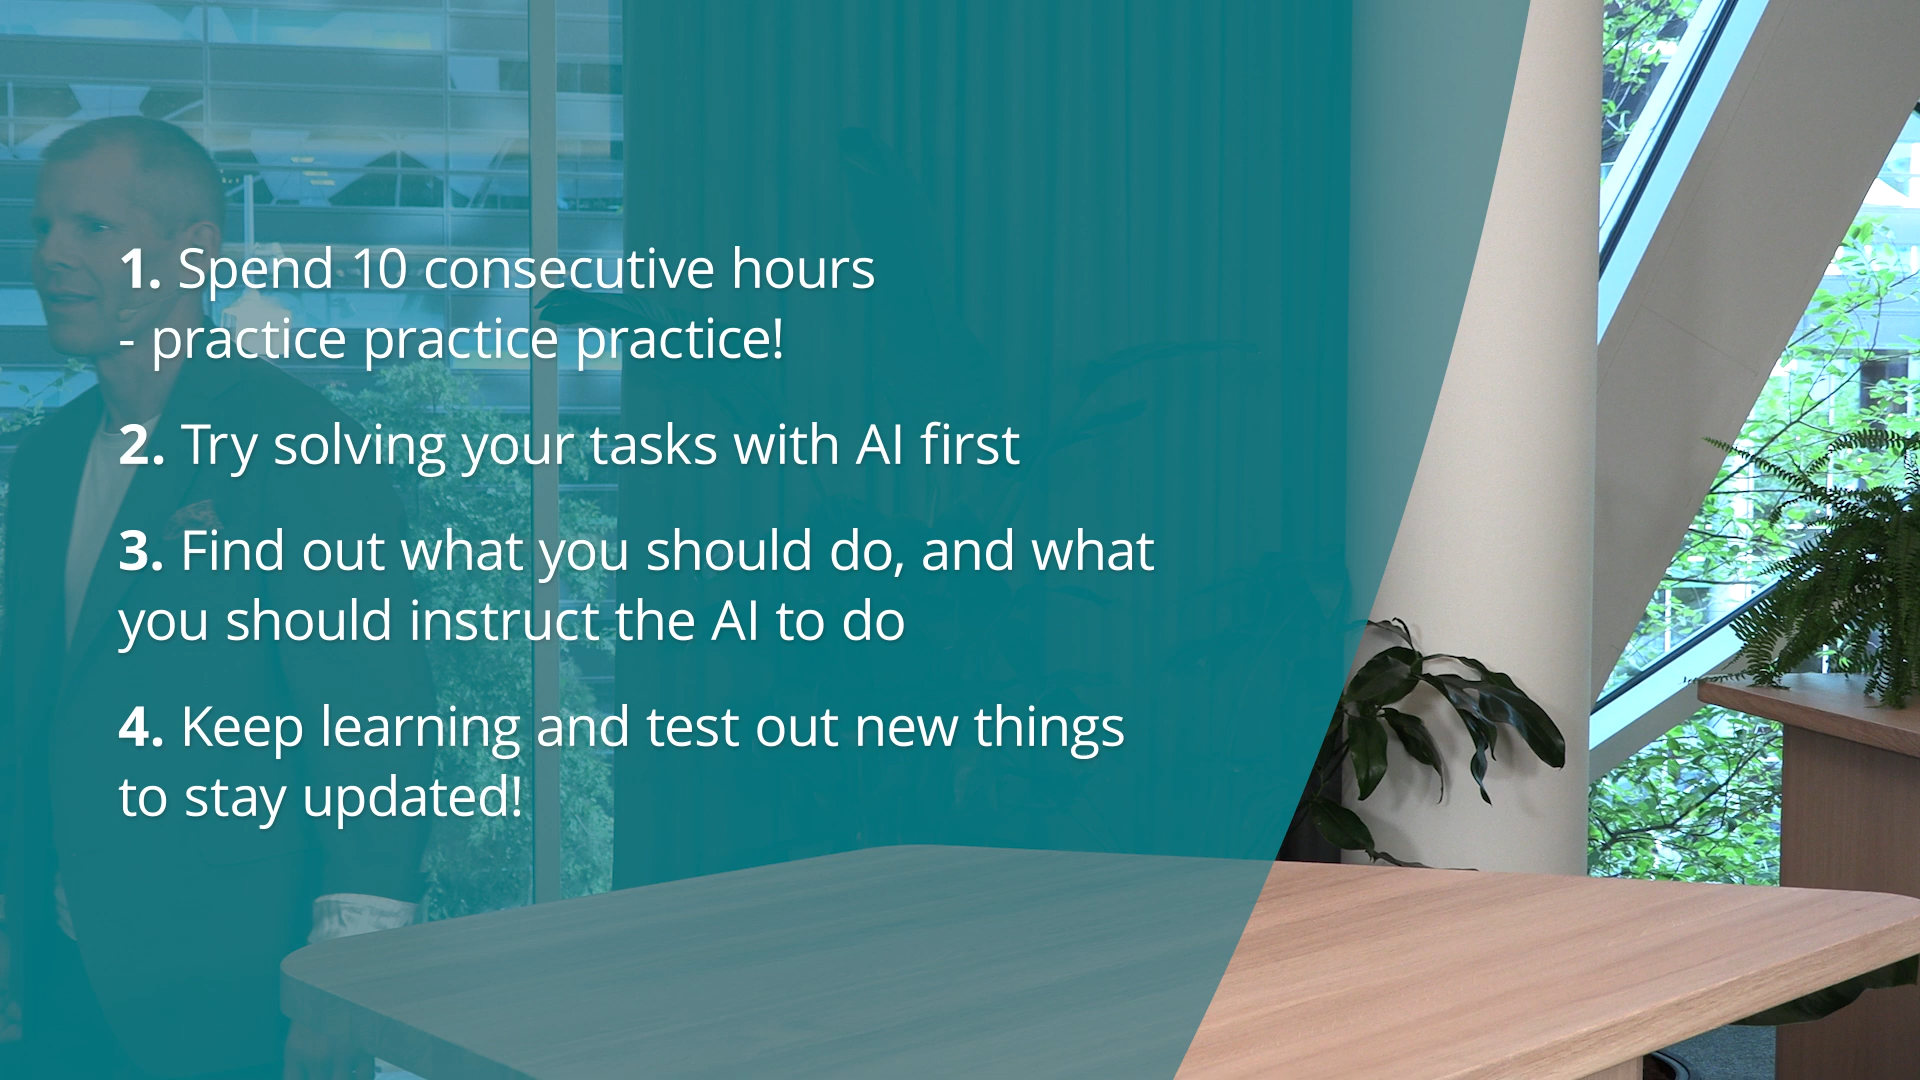 1. Spend 10 consecutive hours
- practice practice practice!
2. Try solving your tasks with AI first
3. Find out what you should do, and what
you should instruct the AI to do
4. Keep learning and test out new things
to stay updated!